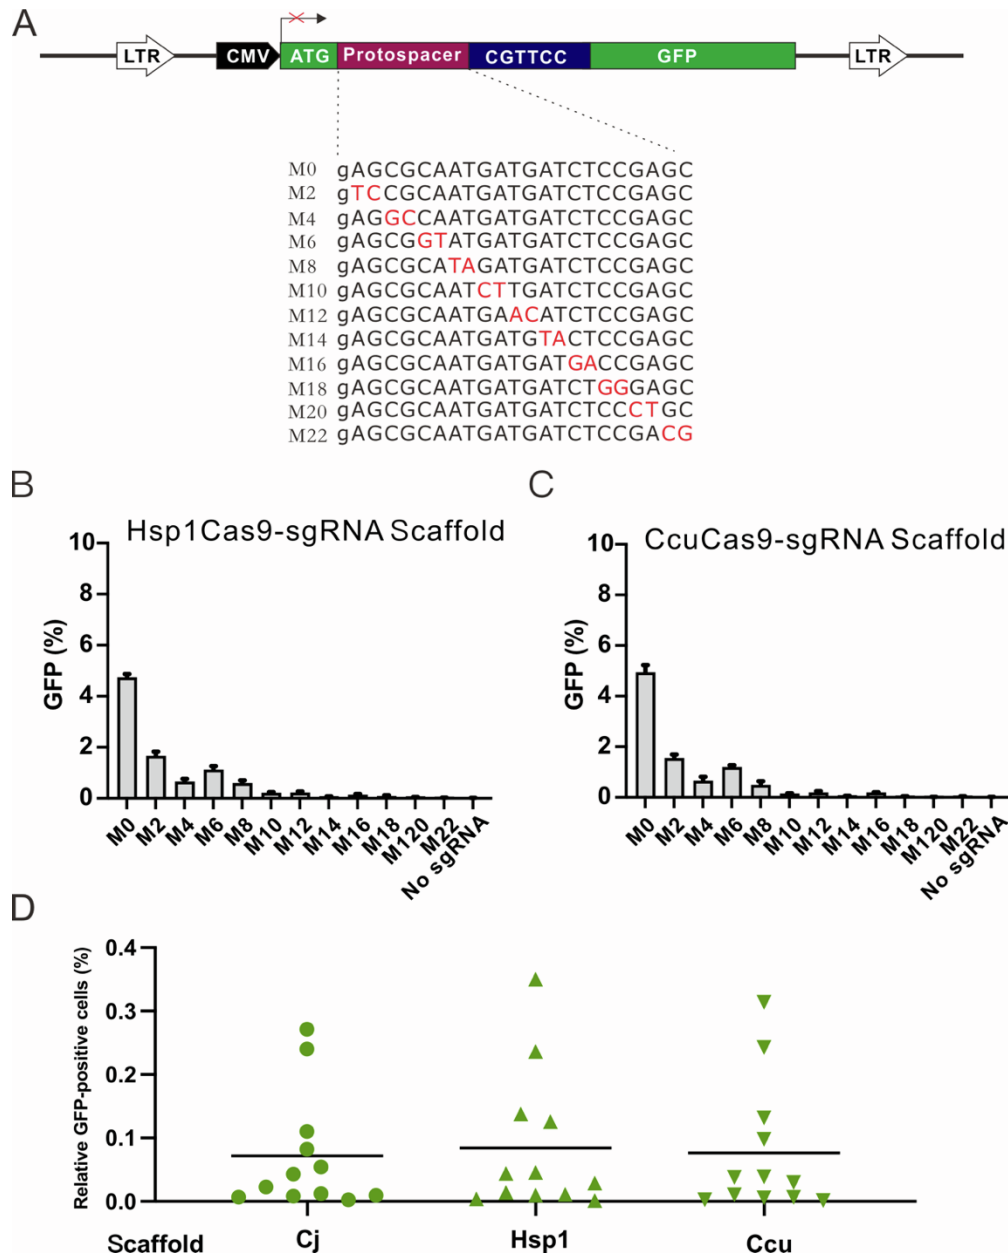 A
LTR CMV ATG Protospacer CGTTCC GFP LTR
M0 gAGCGCAATGATGATCTCCGAGC
M2 gTCCGCAATGATGATCTCCGAGC
M4 gAGGCCAATGATGATCTCCGAGC
M6 gAGCGGTATGATGATCTCCGAGC
M8 gAGCGCATAGATGATCTCCGAGC
M10 gAGCGCAATCTTGATCTCCGAGC
M12 gAGCGCAATGAACATCTCCGAGC
M14 gAGCGCAATGATGTACTCCGAGC
M16 gAGCGCAATGATGATGACCGAGC
M18 gAGCGCAATGATGATCTGGGAGC
M20 gAGCGCAATGATGATCTCCCTGC
M22 gAGCGCAATGATGATCTCCGACG
B
Hsp1Cas9-sgRNA Scaffold
GFP (%)
10
8
6
4
2
0
M0 M2 M4 M6 M8 M10 M12 M14 M16 M18 M120 M22 No sgRNA
C
CcuCas9-sgRNA Scaffold
GFP (%)
10
8
6
4
2
0
M0 M2 M4 M6 M8 M10 M12 M14 M16 M18 M120 M22 No sgRNA
D
Relative GFP-positive cells (%)
0.4
0.3
0.2
0.1
0.0
Scaffold Cj Hsp1 Ccu